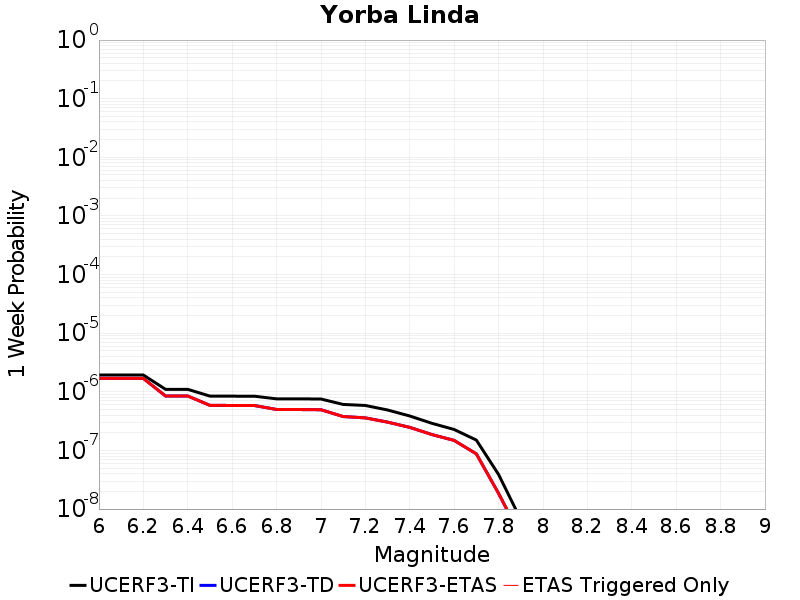 Yorba Linda
1 Week Probability
10^0
10^-1
10^-2
10^-3
10^-4
10^-5
10^-6
10^-7
10^-8
6 6.2 6.4 6.6 6.8 7 7.2 7.4 7.6 7.8 8 8.2 8.4 8.6 8.8 9
Magnitude
UCERF3-TI UCERF3-TD UCERF3-ETAS ETAS Triggered Only